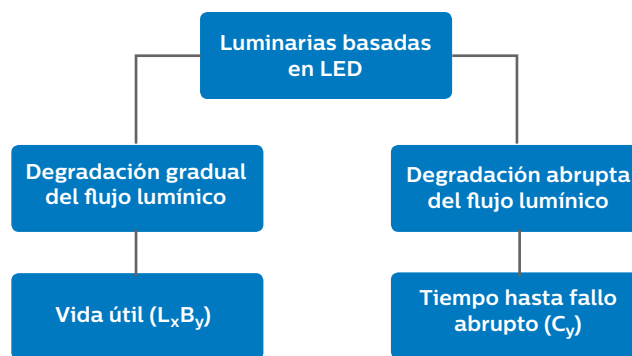 Luminarias basadas
en LED
Degradación gradual
del flujo lumínico
Degradación abrupta
del flujo lumínico
Vida útil (LxBy)
Tiempo hasta fallo
abrupto (Cy)